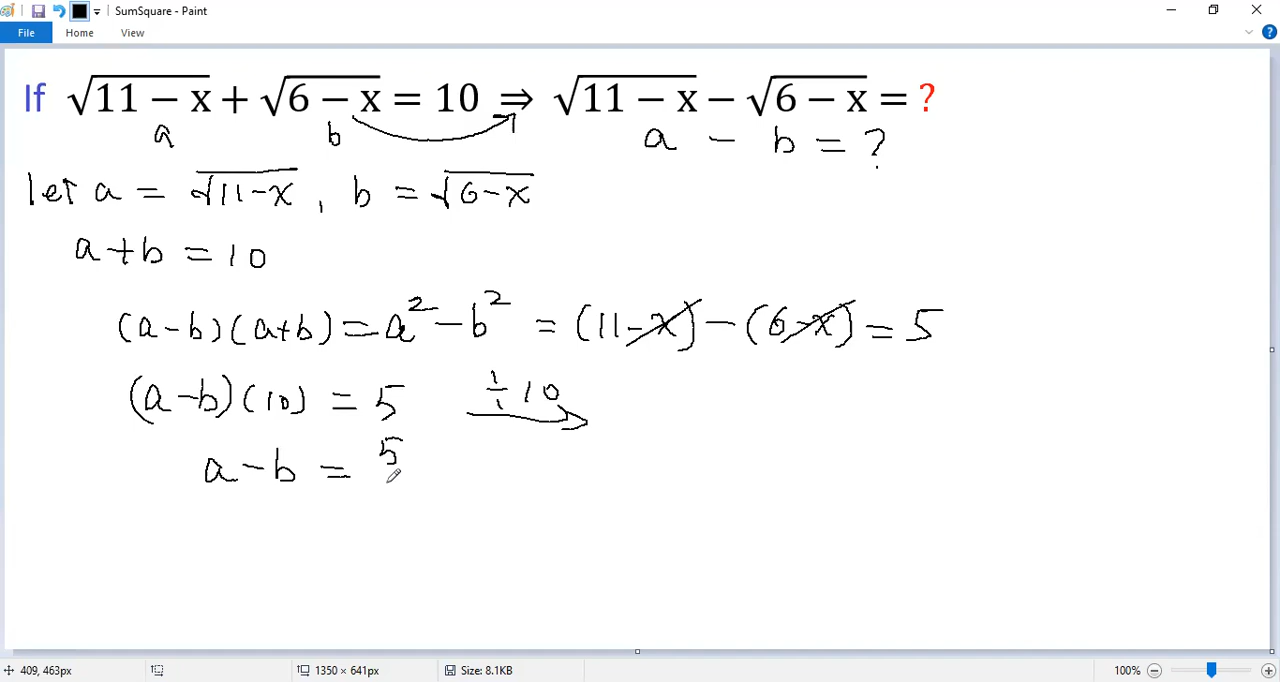 SumSquare - Paint
File Home View
If √11 − x + √6 − x = 10 ⇒ √11 − x − √6 − x = ?
a b a - b = ?
let a = √11-x , b = √6-x
a+b = 10
(a-b)(a+b) = a² - b² = (11-x) - (6-x) = 5
(a-b)(10) = 5 ÷10
a-b = 5
409, 463px 1350 × 641px Size: 8.1KB 100%